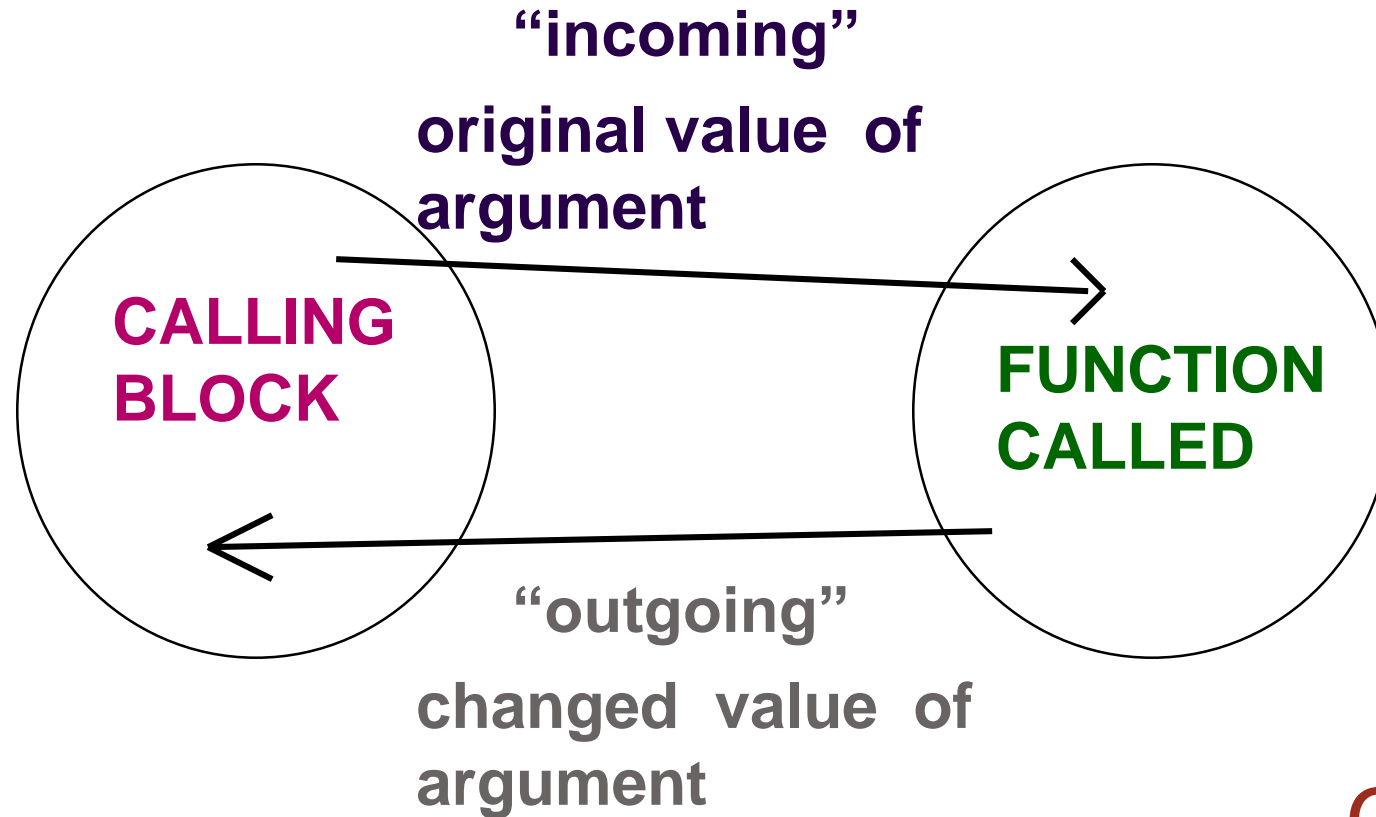 “incoming”
original value of
argument
CALLING
BLOCK
FUNCTION
CALLED
“outgoing”
changed value of
argument